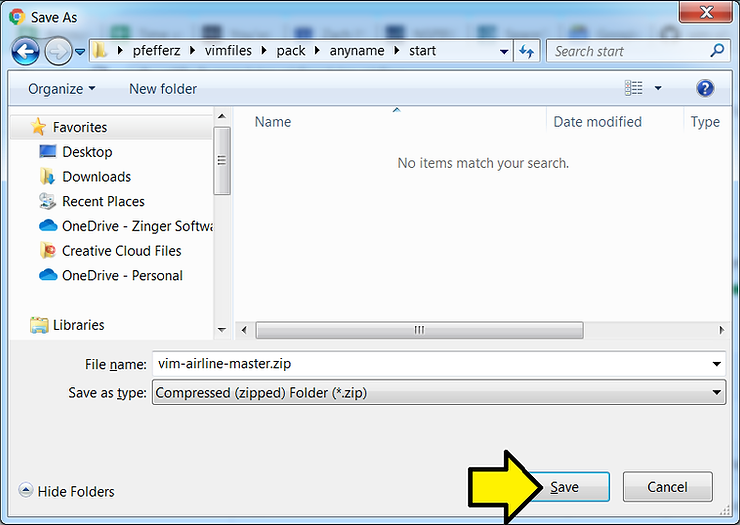 Save As
pfefferz vimfiles pack anyname start
Search start
Organize New folder
Name Date modified Type
Favorites
Desktop
Downloads
Recent Places
OneDrive - Zinger Softwa
Creative Cloud Files
OneDrive - Personal
Libraries
No items match your search.
File name: vim-airline-master.zip
Save as type: Compressed (zipped) Folder (*.zip)
Hide Folders
Save Cancel